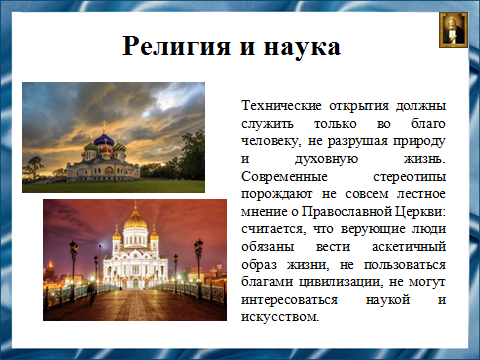 Религия и наука
Технические открытия должны
служить только во благо
человеку, не разрушая природу
и духовную жизнь.
Современные стереотипы
порождают не совсем лестное
мнение о Православной Церкви:
считается, что верующие люди
обязаны вести аскетичный
образ жизни, не пользоваться
благами цивилизации, не могут
интересоваться наукой и
искусством.